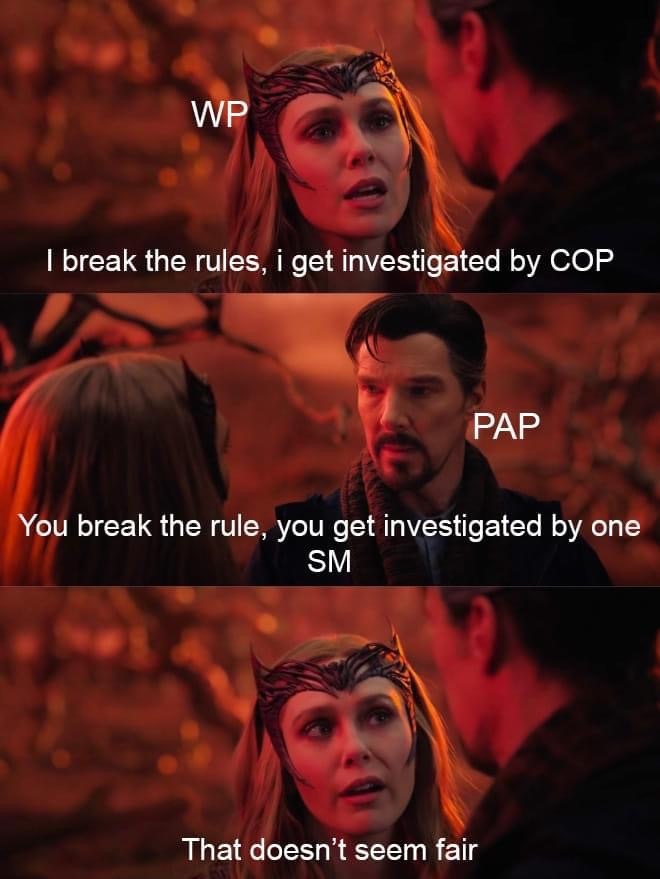 WP
I break the rules, i get investigated by COP
PAP
You break the rule, you get investigated by one
SM
That doesn't seem fair